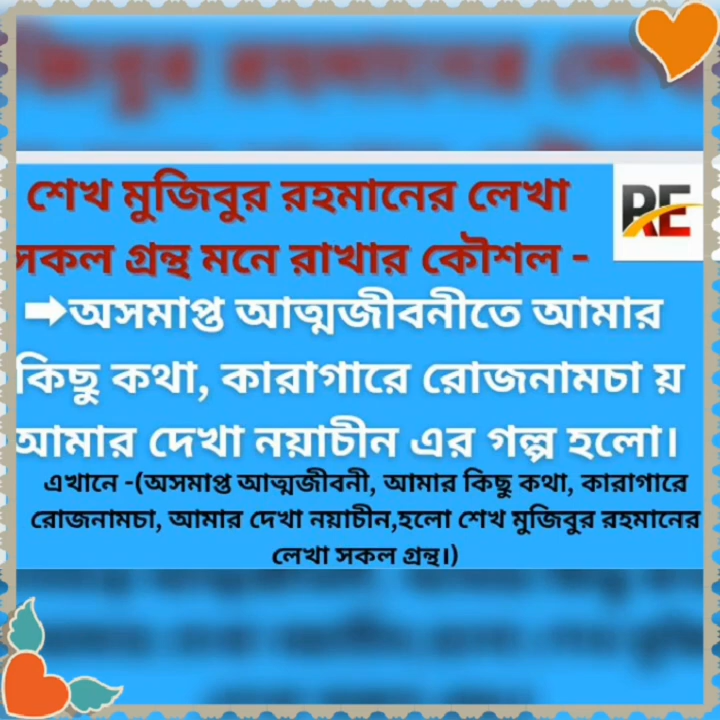 শেখ মুজিবুর রহমানের লেখা
RE
সকল গ্রন্থ মনে রাখার কৌশল -
➡অসমাপ্ত আত্মজীবনীতে আমার
কিছু কথা, কারাগারে রোজনামচা য়
আমার দেখা নয়াচীন এর গল্প হলো।
এখানে -(অসমাপ্ত আত্মজীবনী, আমার কিছু কথা, কারাগারে
রোজনামচা, আমার দেখা নয়াচীন,হলো শেখ মুজিবুর রহমানের
লেখা সকল গ্রন্থ।)